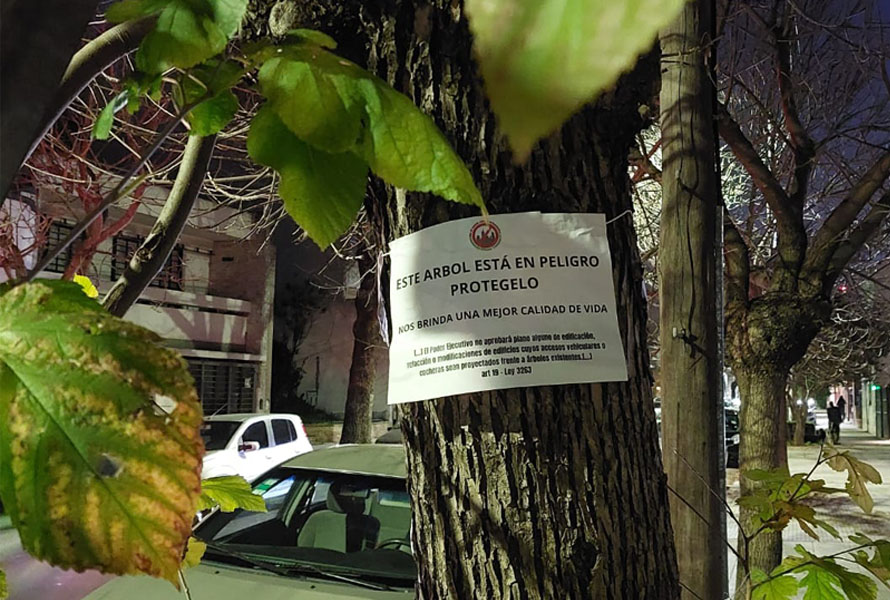 ESTE ARBOL ESTÁ EN PELIGRO
PROTEGELO
NOS BRINDA UNA MEJOR CALIDAD DE VIDA
[...] El Poder Ejecutivo no aprobará plano alguno de edificación,
refacción o modificaciones de edificios cuyos accesos vehiculares o
cocheras sean proyectados frente a árboles existentes.[...]
art 19 - Ley 3263